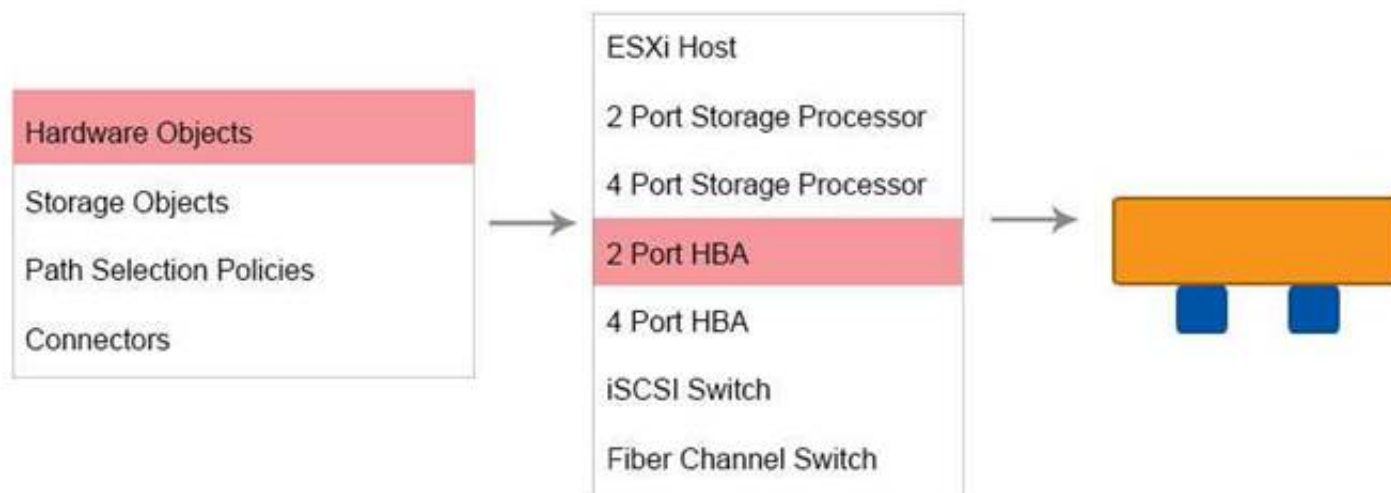 Hardware Objects
Storage Objects
Path Selection Policies
Connectors
ESXi Host
2 Port Storage Processor
4 Port Storage Processor
2 Port HBA
4 Port HBA
iSCSI Switch
Fiber Channel Switch